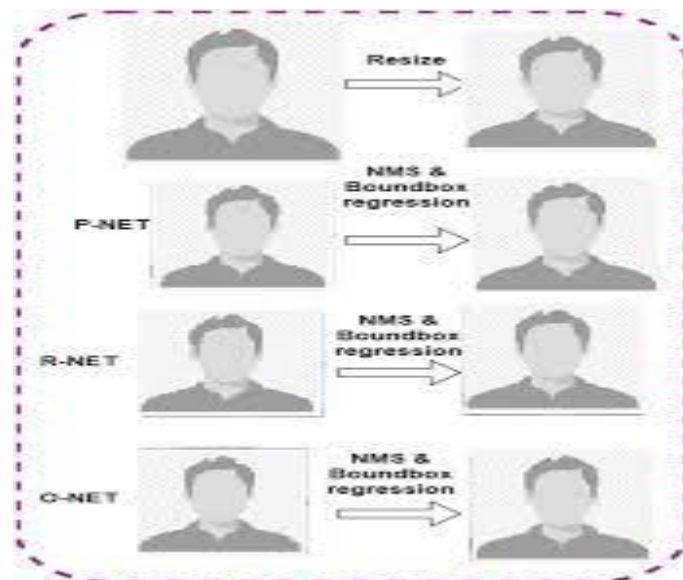 Resize
NMS &
Boundbox
regression
P-NET
NMS &
Boundbox
regression
R-NET
NMS &
Boundbox
regression
O-NET